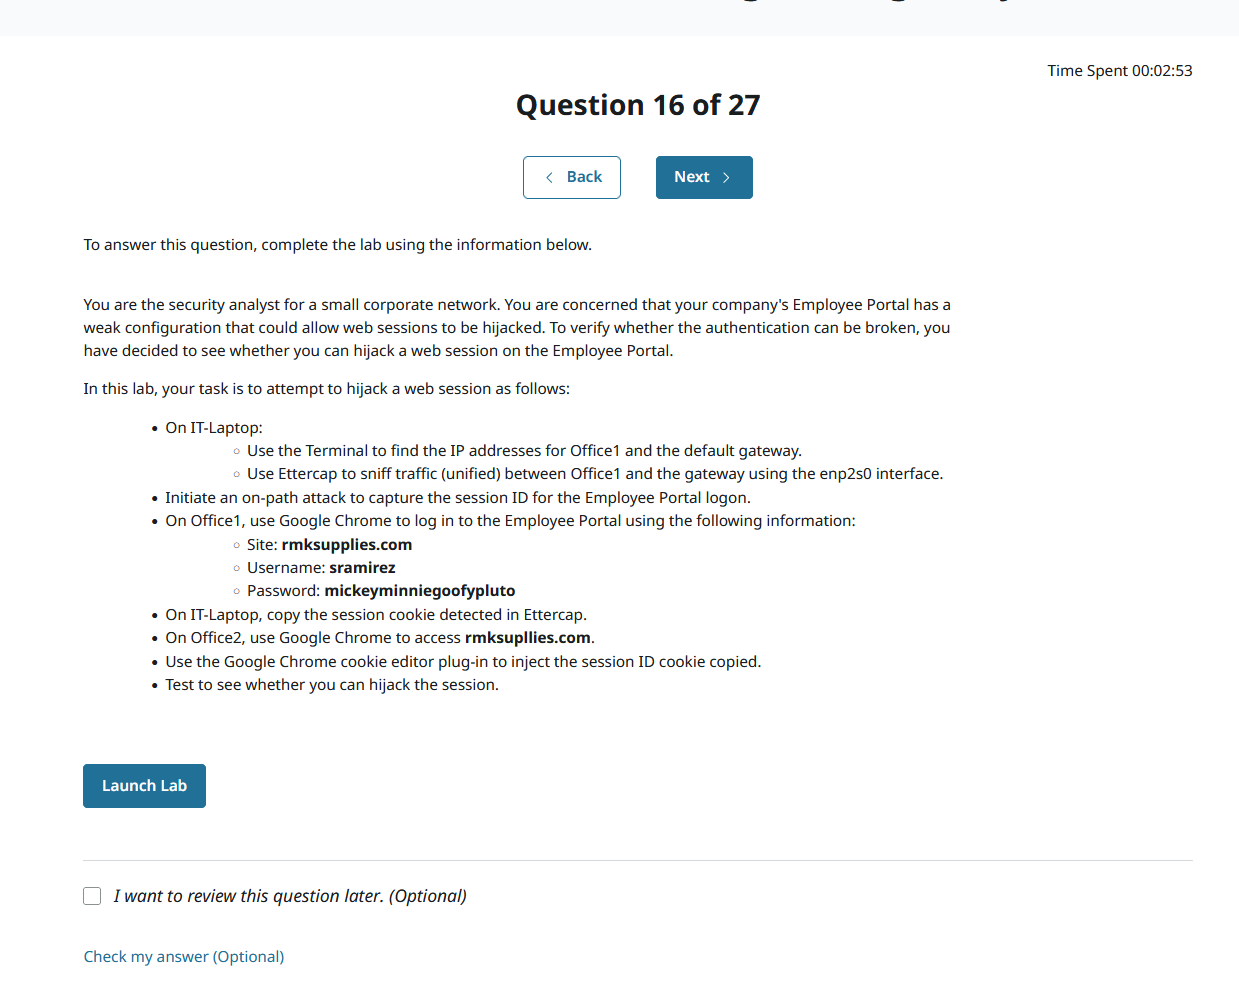 Time Spent 00:02:53
Question 16 of 27
Back
Next
To answer this question, complete the lab using the information below.
You are the security analyst for a small corporate network. You are concerned that your company's Employee Portal has a
weak configuration that could allow web sessions to be hijacked. To verify whether the authentication can be broken, you
have decided to see whether you can hijack a web session on the Employee Portal.
In this lab, your task is to attempt to hijack a web session as follows:
• On IT-Laptop:
◦ Use the Terminal to find the IP addresses for Office1 and the default gateway.
◦ Use Ettercap to sniff traffic (unified) between Office1 and the gateway using the enp2s0 interface.
• Initiate an on-path attack to capture the session ID for the Employee Portal logon.
• On Office1, use Google Chrome to log in to the Employee Portal using the following information:
◦ Site: rmksupplies.com
◦ Username: sramirez
◦ Password: mickeyminniegoofypluto
• On IT-Laptop, copy the session cookie detected in Ettercap.
• On Office2, use Google Chrome to access rmksupllies.com.
• Use the Google Chrome cookie editor plug-in to inject the session ID cookie copied.
• Test to see whether you can hijack the session.
Launch Lab
I want to review this question later. (Optional)
Check my answer (Optional)